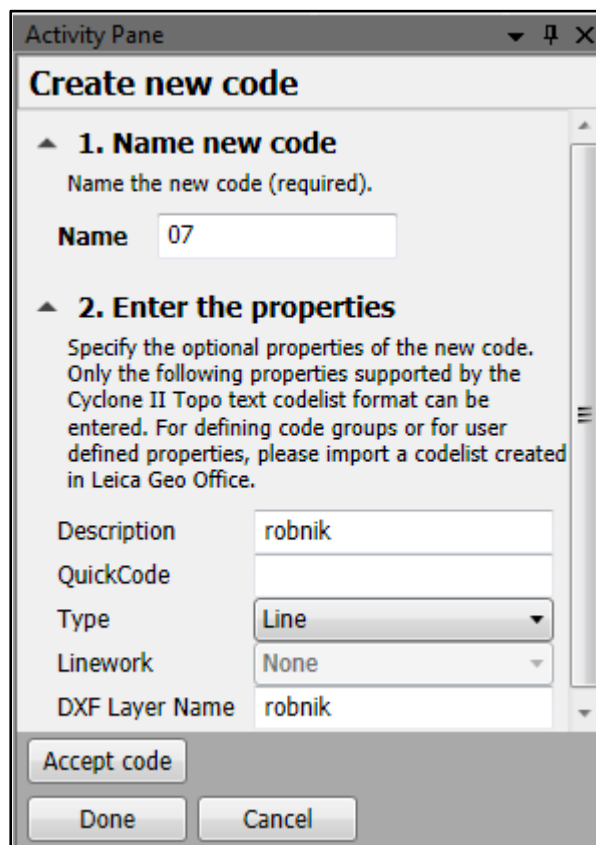 Activity Pane
Create new code
1. Name new code
Name the new code (required).
Name 07
2. Enter the properties
Specify the optional properties of the new code.
Only the following properties supported by the
Cyclone II Topo text codelist format can be
entered. For defining code groups or for user
defined properties, please import a codelist created
in Leica Geo Office.
Description robnik
QuickCode
Type Line
Linework None
DXF Layer Name robnik
Accept code
Done Cancel